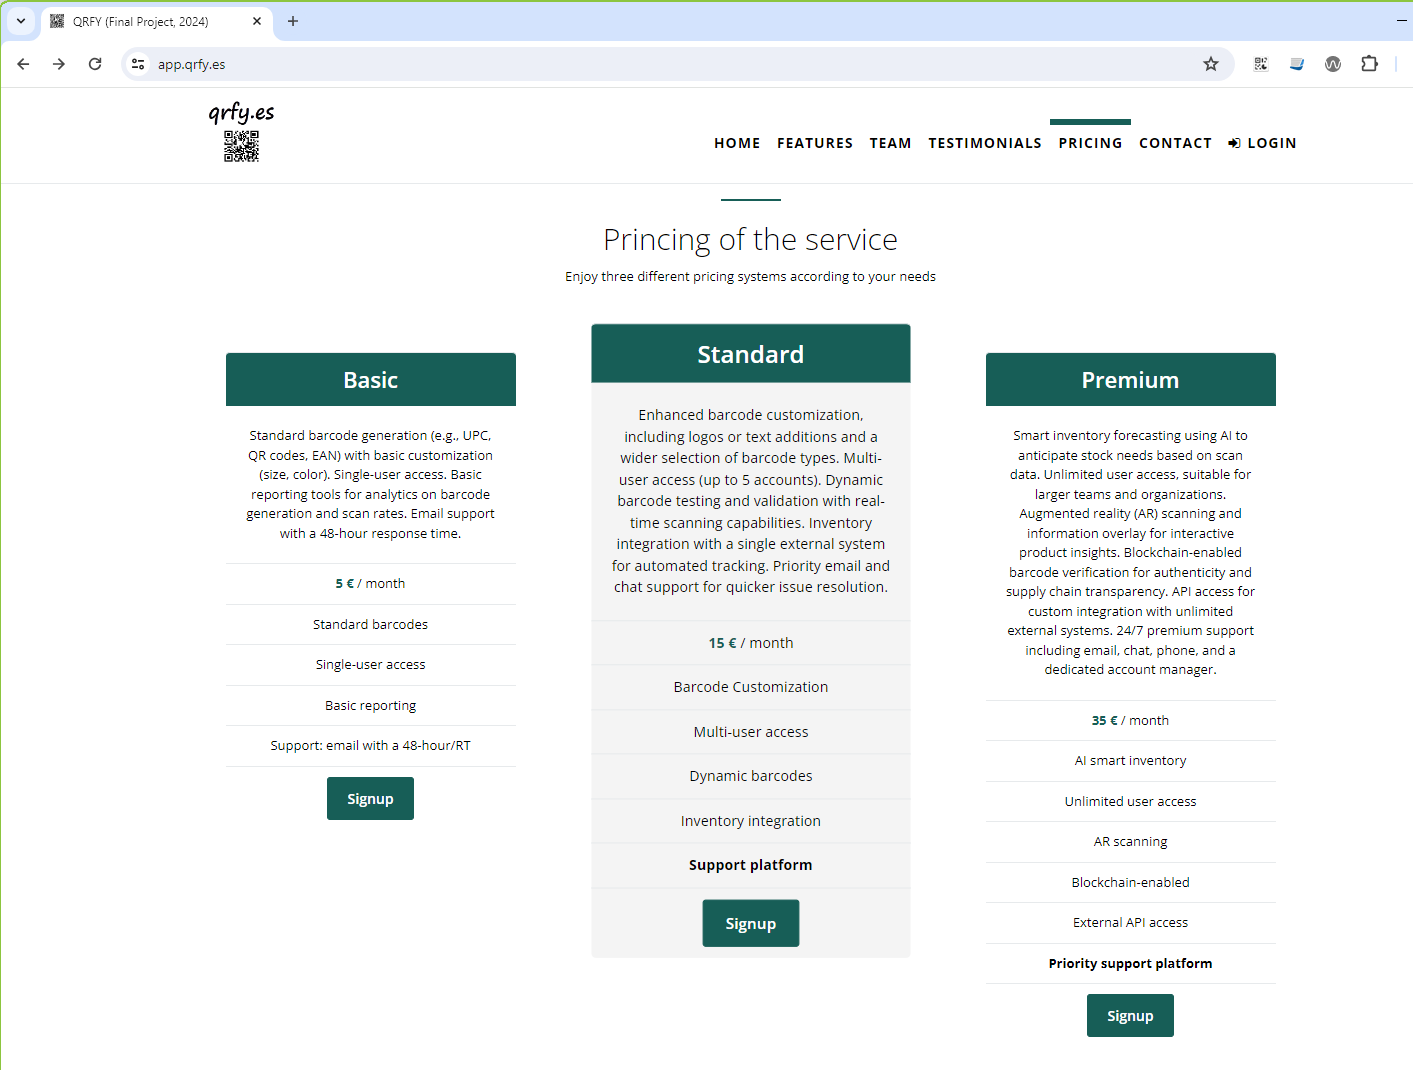 QRFY (Final Project, 2024)
app.qrfy.es
qrfy.es
HOME FEATURES TEAM TESTIMONIALS PRICING CONTACT LOGIN
Princing of the service
Enjoy three different pricing systems according to your needs
Basic
Standard barcode generation (e.g., UPC,
QR codes, EAN) with basic customization
(size, color). Single-user access. Basic
reporting tools for analytics on barcode
generation and scan rates. Email support
with a 48-hour response time.
5 € / month
Standard barcodes
Single-user access
Basic reporting
Support: email with a 48-hour/RT
Signup
Standard
Enhanced barcode customization,
including logos or text additions and a
wider selection of barcode types. Multi-
user access (up to 5 accounts). Dynamic
barcode testing and validation with real-
time scanning capabilities. Inventory
integration with a single external system
for automated tracking. Priority email and
chat support for quicker issue resolution.
15 € / month
Barcode Customization
Multi-user access
Dynamic barcodes
Inventory integration
Support platform
Signup
Premium
Smart inventory forecasting using AI to
anticipate stock needs based on scan
data. Unlimited user access, suitable for
larger teams and organizations.
Augmented reality (AR) scanning and
information overlay for interactive
product insights. Blockchain-enabled
barcode verification for authenticity and
supply chain transparency. API access for
custom integration with unlimited
external systems. 24/7 premium support
including email, chat, phone, and a
dedicated account manager.
35 € / month
AI smart inventory
Unlimited user access
AR scanning
Blockchain-enabled
External API access
Priority support platform
Signup